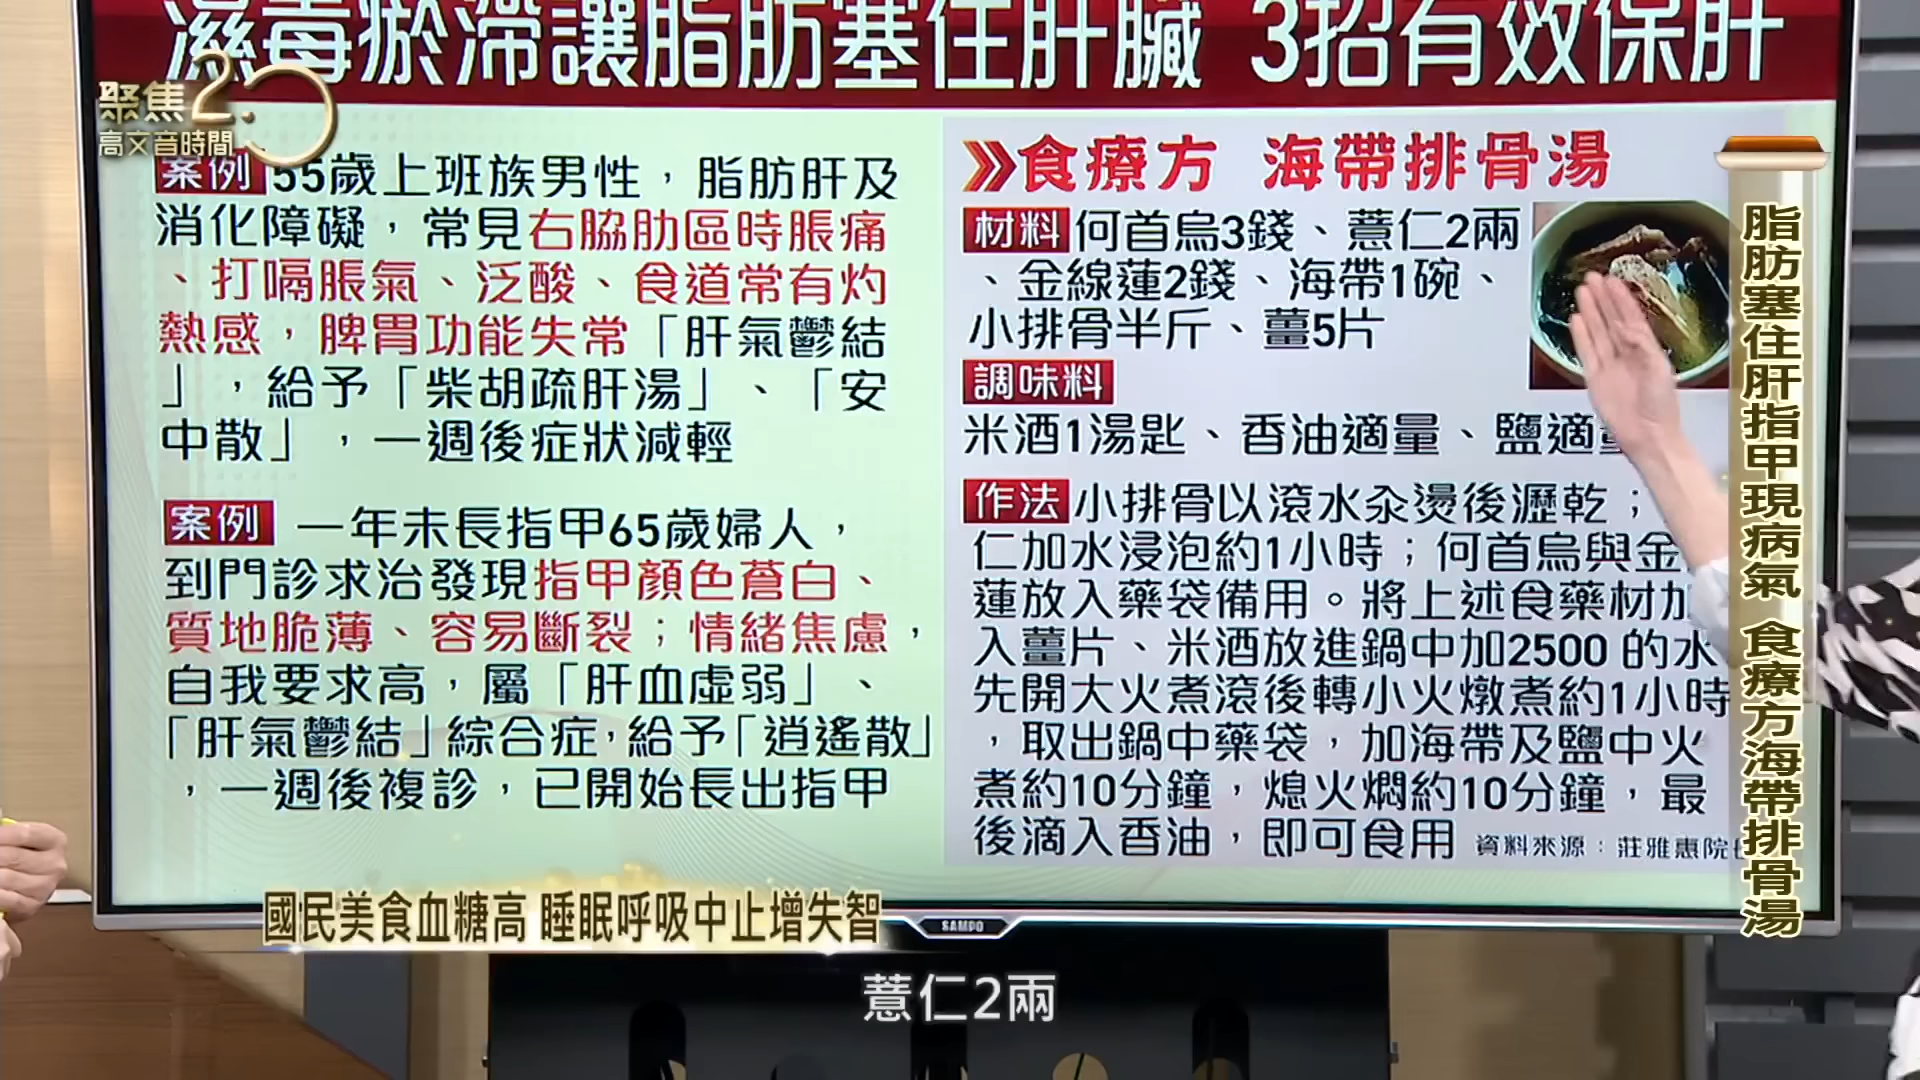 濕毒瘀滯讓脂肪塞住肝臟 3招有效保肝
聚焦2.0
高文音時間
案例 55歲上班族男性，脂肪肝及
消化障礙，常見右脇肋區時脹痛
、打嗝脹氣、泛酸、食道常有灼
熱感，脾胃功能失常「肝氣鬱結
」，給予「柴胡疏肝湯」、「安
中散」，一週後症狀減輕
案例 一年未長指甲65歲婦人，
到門診求治發現指甲顏色蒼白、
質地脆薄、容易斷裂；情緒焦慮，
自我要求高，屬「肝血虛弱」、
「肝氣鬱結」綜合症，給予「逍遙散」
，一週後複診，已開始長出指甲
食療方 海帶排骨湯
材料 何首烏3錢、薏仁2兩
、金線蓮2錢、海帶1碗、
小排骨半斤、薑5片
調味料
米酒1湯匙、香油適量、鹽適
作法 小排骨以滾水汆燙後瀝乾；
仁加水浸泡約1小時；何首烏與金
蓮放入藥袋備用。將上述食藥材加
入薑片、米酒放進鍋中加2500的水
先開大火煮滾後轉小火燉煮約1小時
，取出鍋中藥袋，加海帶及鹽中火
煮約10分鐘，熄火燜約10分鐘，最
後滴入香油，即可食用 資料來源：莊雅惠院
脂肪塞住肝指甲現病氣 食療方海帶排骨湯
國民美食血糖高 睡眠呼吸中止增失智
SAMPO
薏仁2兩